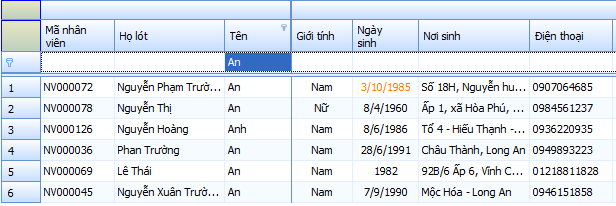 Mã nhân viên Họ lót Tên Giới tính Ngày sinh Nơi sinh Điện thoại
An
1 NV000072 Nguyễn Phạm Trườ... An Nam 3/10/1985 Số 18H, Nguyễn hu... 0907064685
2 NV000078 Nguyễn Thị An Nữ 8/4/1960 Ấp 1, xã Hòa Phú, ... 0984561237
3 NV000126 Nguyễn Hoàng Anh Nam 8/6/1986 Tổ 4 - Hiếu Thạnh -... 0936220935
4 NV000036 Phan Trường An Nam 28/6/1991 Châu Thành, Long An 0949893223
5 NV000069 Lê Thái An Nam 1982 92B/6 Ấp 6, Vĩnh C... 01218811828
6 NV000045 Nguyễn Xuân Trườ... An Nam 7/9/1990 Mộc Hóa - Long An 0946151858